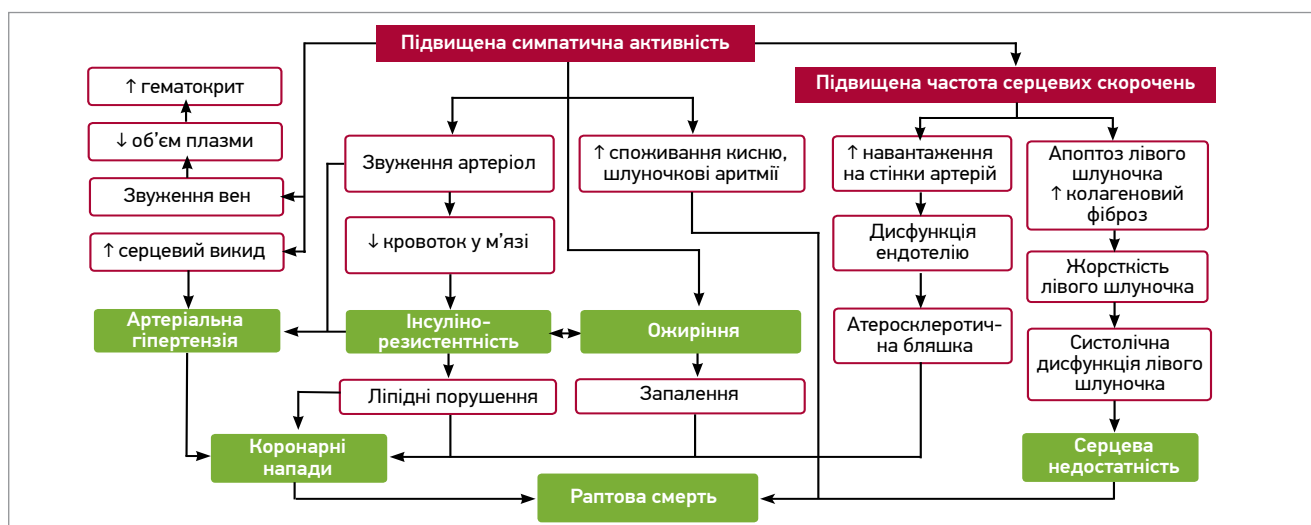 Підвищена симпатична активність
Підвищена частота серцевих скорочень
↑ гематокрит
↓ об’єм плазми
Звуження вен
↑ серцевий викид
Звуження артеріол
↓ кровоток у м’язі
↑ споживання кисню,
шлуночкові аритмії
↑ навантаження
на стінки артерій
Дисфункція
ендотелію
Атеросклеротич-
на бляшка
Апоптоз лівого
шлуночка
↑ колагеновий
фіброз
Жорсткість
лівого шлуночка
Систолічна
дисфункція лівого
шлуночка
Артеріальна
гіпертензія
Інсуліно-
резистентність
Ожиріння
Ліпідні порушення
Запалення
Коронарні
напади
Серцева
недостатність
Раптова смерть